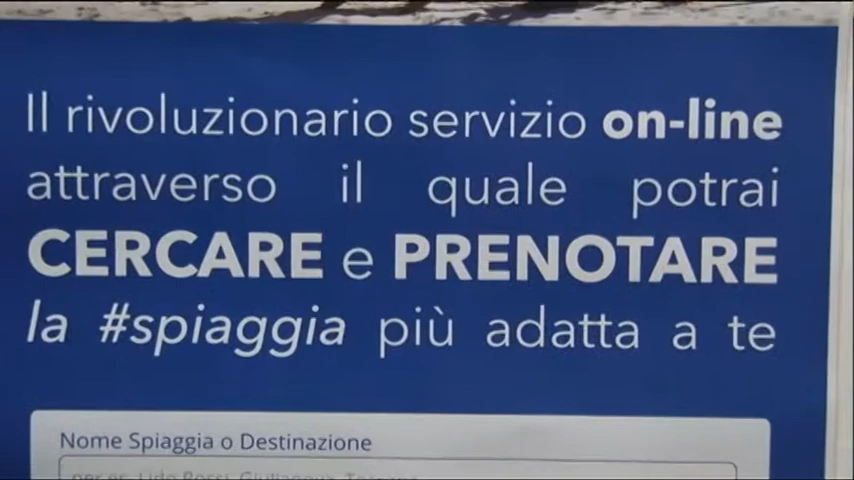 Il rivoluzionario servizio on-line
attraverso il quale potrai
CERCARE e PRENOTARE
la #spiaggia più adatta a te
Nome Spiaggia o Destinazione